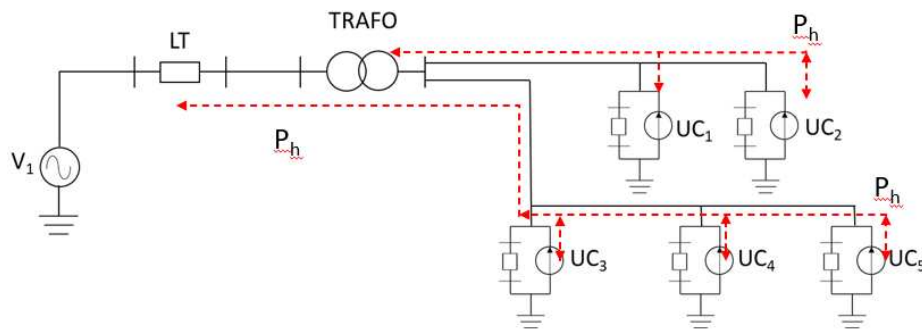 TRAFO
LT
P_h
P_h
V_1
UC_1
UC_2
P_h
UC_3
UC_4
UC_5